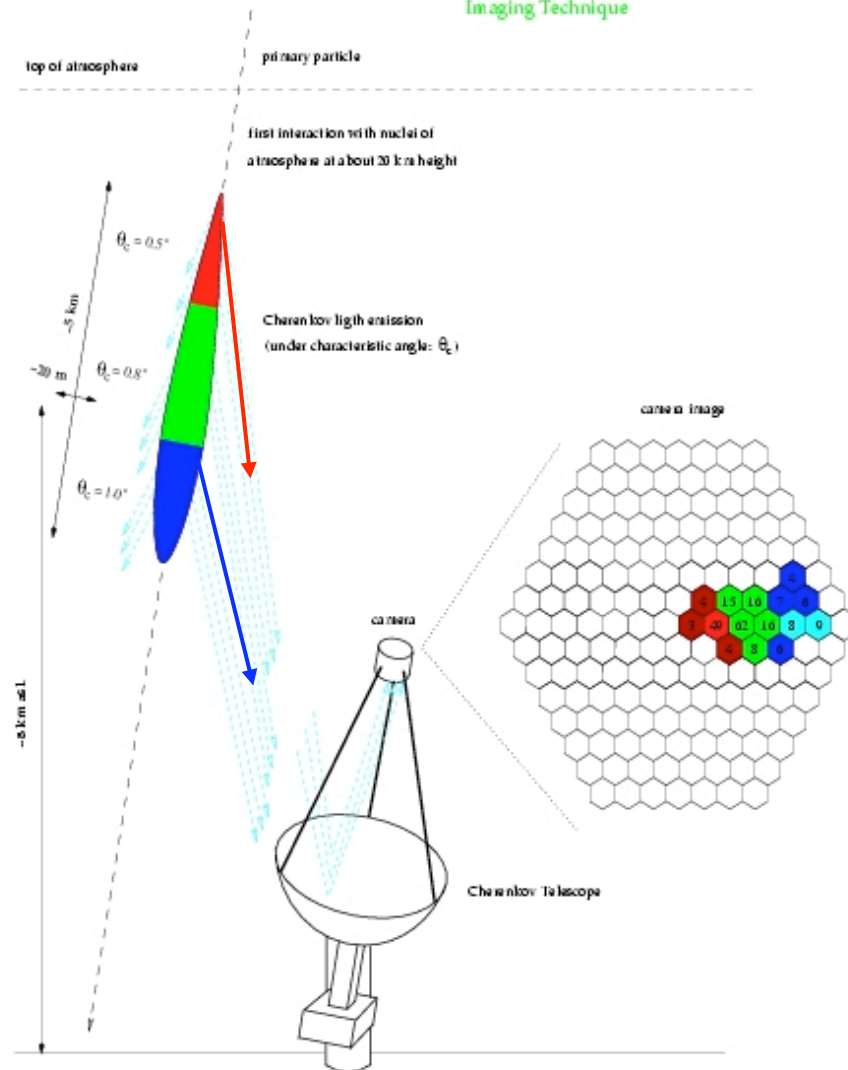 Imaging Technique
primary particle
top of atmosphere
first interaction with nuclei of
atmosphere at about 20 km height
θc = 0.5°
~5 km
Cherenkov ligth emission
(under characteristic angle: θc)
~20 m
θc = 0.8°
camera image
θc = 1.0°
4
4 15 16 7 6
3 49 62 16 8 9
4 8 6
camera
~8 km asl
Cherenkov Telescope